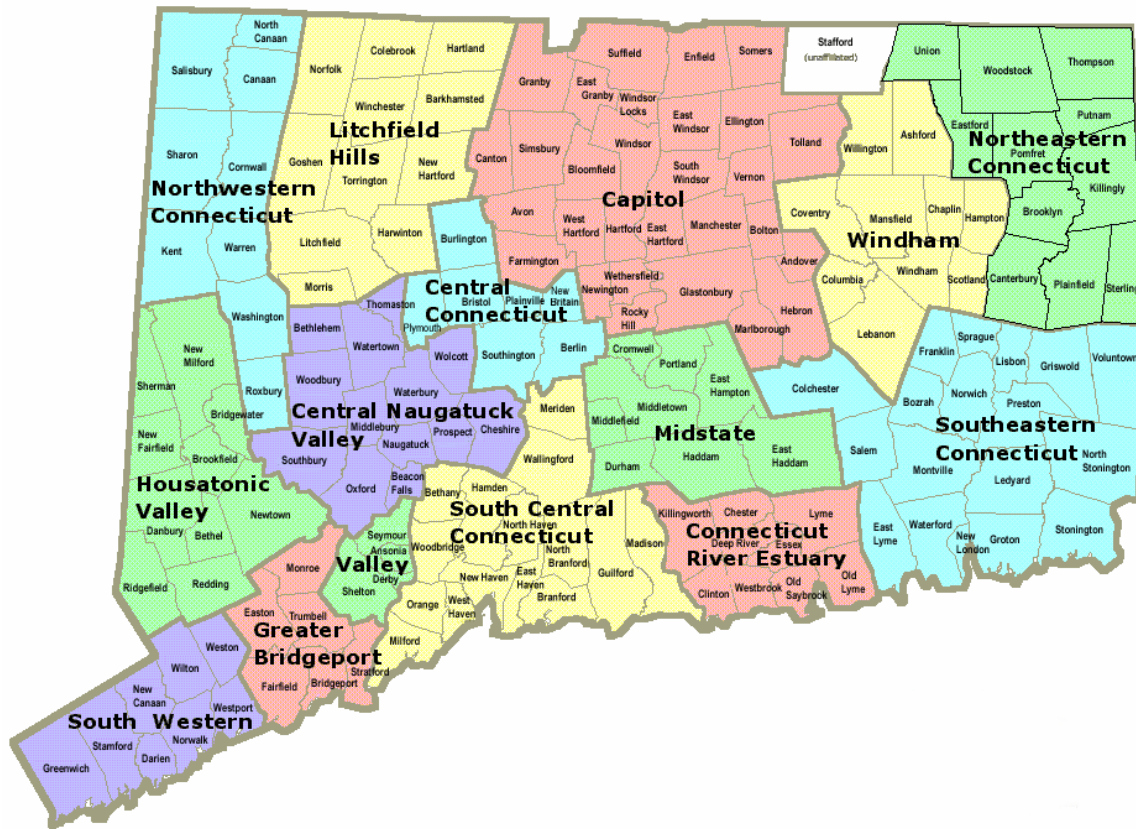 North
Canaan
Salisbury
Canaan
Sharon
Cornwall
Northwestern
Connecticut
Kent
Warren
Washington
Roxbury
Norfolk
Colebrook
Hartland
Winchester
Barkhamsted
Litchfield
Hills
Goshen
Torrington
New
Hartford
Litchfield
Harwinton
Morris
Granby
Suffield
Enfield
Somers
East
Granby
Windsor
Locks
East
Windsor
Ellington
Tolland
Canton
Simsbury
Windsor
Bloomfield
South
Windsor
Vernon
Capitol
Avon
West
Hartford
Hartford
East
Hartford
Manchester
Bolton
Farmington
Andover
Wethersfield
Newington
Glastonbury
Rocky
Hill
Hebron
Marlborough
Stafford
(unaffiliated)
Union
Woodstock
Thompson
Eastford
Putnam
Northeastern
Connecticut
Pomfret
Killingly
Brooklyn
Canterbury
Plainfield
Sterling
Willington
Ashford
Coventry
Mansfield
Chaplin
Hampton
Windham
Columbia
Windham
Scotland
Lebanon
Burlington
Central
Connecticut
Bristol
Plainville
New
Britain
Plymouth
Southington
Berlin
Thomaston
Bethlehem
Watertown
Wolcott
Woodbury
Waterbury
Central Naugatuck
Valley
Middlebury
Naugatuck
Prospect
Cheshire
Southbury
Oxford
Beacon
Falls
New
Milford
Sherman
Bridgewater
New
Fairfield
Brookfield
Housatonic
Valley
Newtown
Danbury
Bethel
Ridgefield
Redding
Cromwell
Portland
East
Hampton
Middletown
Middlefield
Midstate
Haddam
East
Haddam
Durham
Colchester
Salem
Franklin
Sprague
Lisbon
Griswold
Voluntown
Bozrah
Norwich
Preston
Southeastern
Connecticut
North
Stonington
Montville
Ledyard
East
Lyme
Waterford
New
London
Groton
Stonington
Meriden
Wallingford
Bethany
Hamden
South Central
Connecticut
North Haven
Woodbridge
North
Branford
Madison
New Haven
East
Haven
Guilford
Branford
Orange
West
Haven
Milford
Killingworth
Chester
Lyme
Connecticut
River Estuary
Deep River
Essex
Clinton
Westbrook
Old
Saybrook
Old
Lyme
Seymour
Ansonia
Valley
Derby
Shelton
Monroe
Easton
Trumbell
Greater
Bridgeport
Stratford
Fairfield
Bridgeport
Weston
Wilton
New
Canaan
Westport
South Western
Norwalk
Stamford
Darien
Greenwich